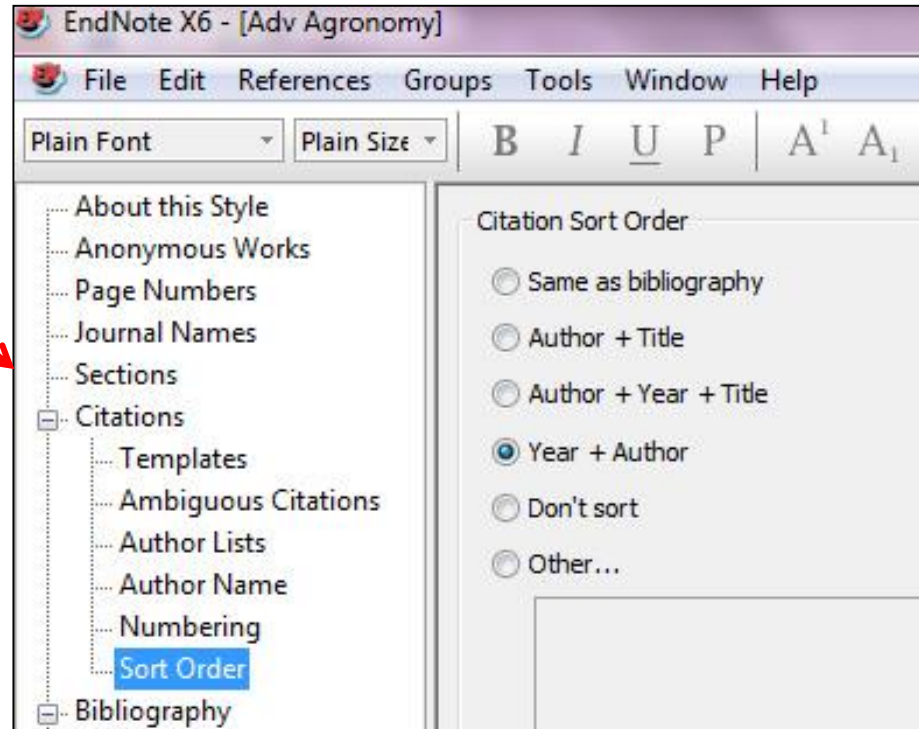 EndNote X6 - [Adv Agronomy]
File Edit References Groups Tools Window Help
Plain Font Plain Size B I U P A1 A1
About this Style
Anonymous Works
Page Numbers
Journal Names
Sections
Citations
Templates
Ambiguous Citations
Author Lists
Author Name
Numbering
Sort Order
Bibliography
Citation Sort Order
Same as bibliography
Author + Title
Author + Year + Title
Year + Author
Don't sort
Other...